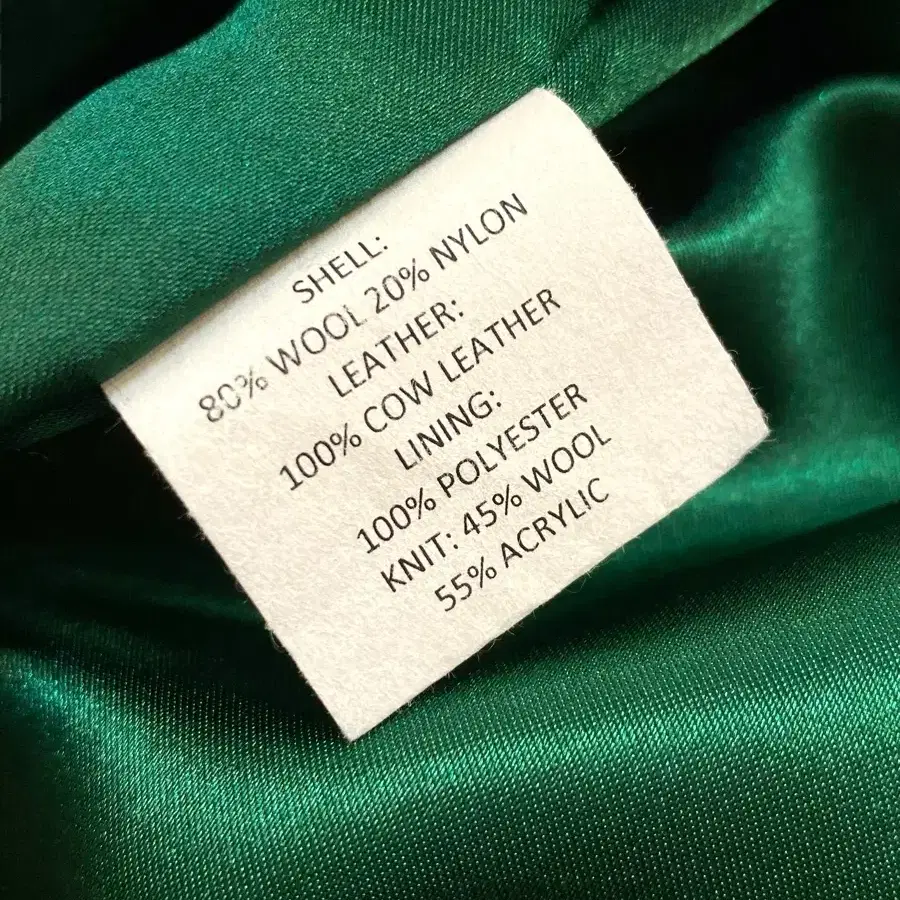 SHELL:
80% WOOL 20% NYLON
LEATHER:
100% COW LEATHER
LINING:
100% POLYESTER
KNIT: 45% WOOL
55% ACRYLIC